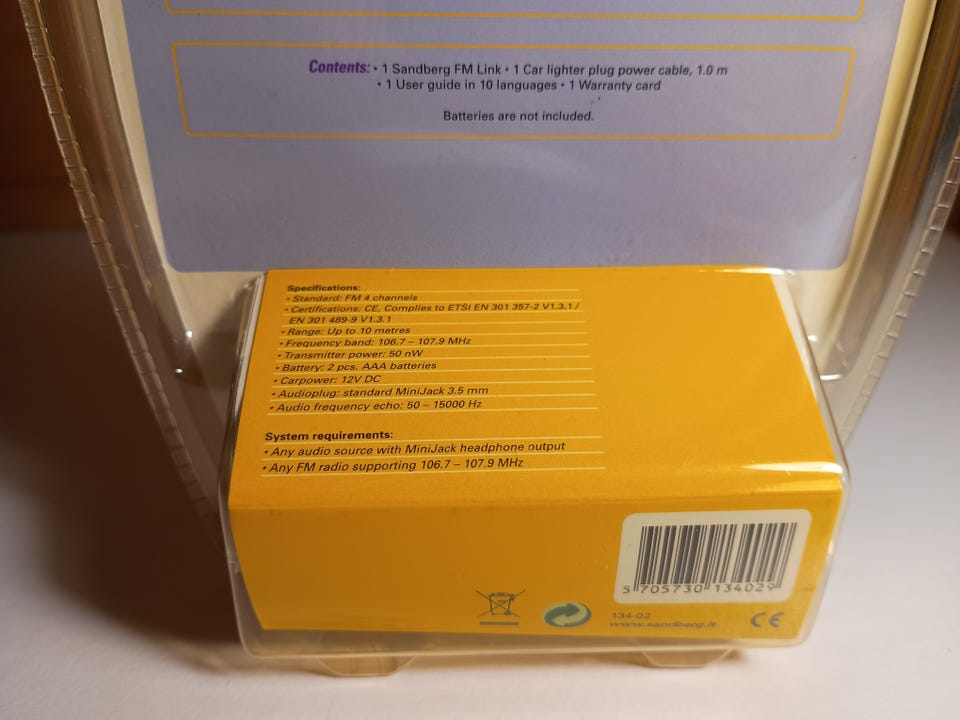 Contents: • 1 Sandberg FM Link • 1 Car lighter plug power cable, 1.0 m
• 1 User guide in 10 languages • 1 Warranty card
Batteries are not included.
Specifications:
• Standard: FM 4 channels
• Certifications: CE, Complies to ETSI EN 301 357-2 V1.3.1 /
EN 301 489-9 V1.3.1
• Range: Up to 10 metres
• Frequency band: 106.7 – 107.9 MHz
• Transmitter power: 50 nW
• Battery: 2 pcs. AAA batteries
• Carpower: 12V DC
• Audioplug: standard MiniJack 3.5 mm
• Audio frequency echo: 50 – 15000 Hz
System requirements:
• Any audio source with MiniJack headphone output
• Any FM radio supporting 106.7 – 107.9 MHz
5 705730 134029
134-02
www.sandberg.it
CE